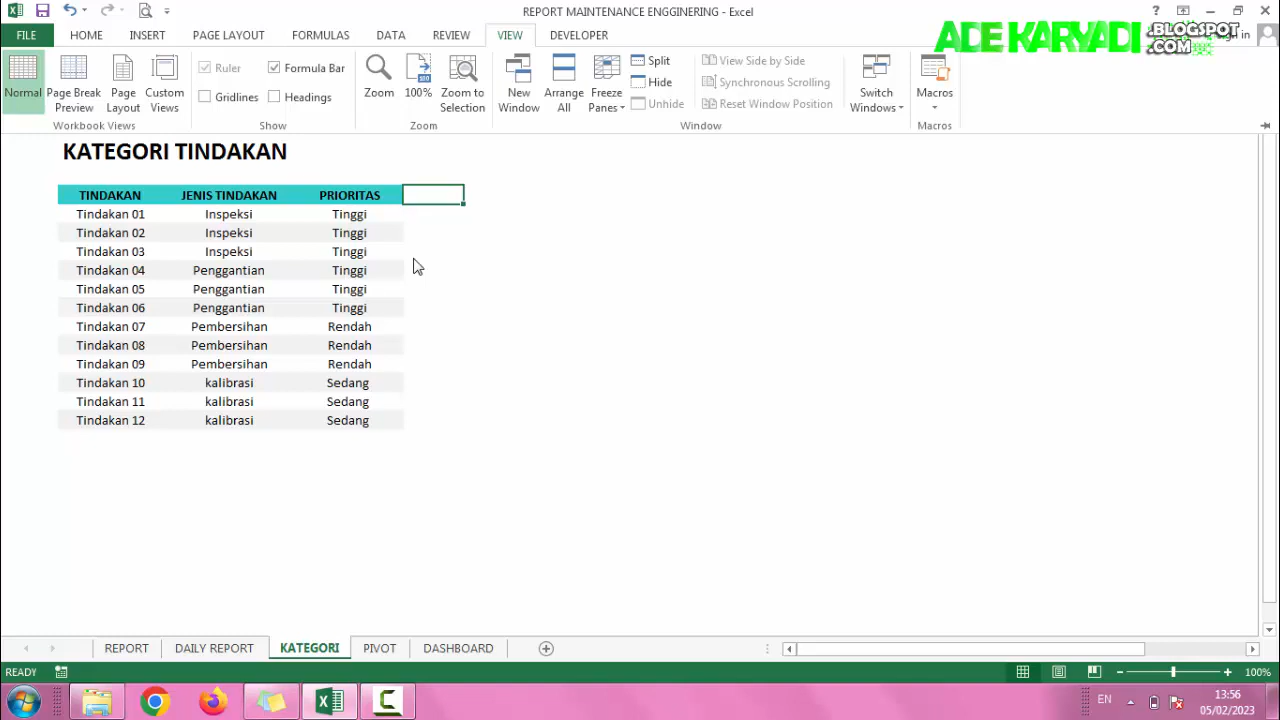 REPORT MAINTENANCE ENGGINERING - Excel
FILE HOME INSERT PAGE LAYOUT FORMULAS DATA REVIEW VIEW DEVELOPER
ADE KARYADI .BLOGSPOT .COM
Normal
Page Break Preview
Page Layout
Custom Views
Workbook Views
Ruler
Formula Bar
Gridlines
Headings
Show
Zoom
100%
Zoom to Selection
Zoom
New Window
Arrange All
Freeze Panes
Split
Hide
Unhide
View Side by Side
Synchronous Scrolling
Reset Window Position
Window
Switch Windows
Macros
Macros
KATEGORI TINDAKAN
TINDAKAN JENIS TINDAKAN PRIORITAS
Tindakan 01 Inspeksi Tinggi
Tindakan 02 Inspeksi Tinggi
Tindakan 03 Inspeksi Tinggi
Tindakan 04 Penggantian Tinggi
Tindakan 05 Penggantian Tinggi
Tindakan 06 Penggantian Tinggi
Tindakan 07 Pembersihan Rendah
Tindakan 08 Pembersihan Rendah
Tindakan 09 Pembersihan Rendah
Tindakan 10 kalibrasi Sedang
Tindakan 11 kalibrasi Sedang
Tindakan 12 kalibrasi Sedang
REPORT DAILY REPORT KATEGORI PIVOT DASHBOARD
READY 100%
EN 13:56
05/02/2023